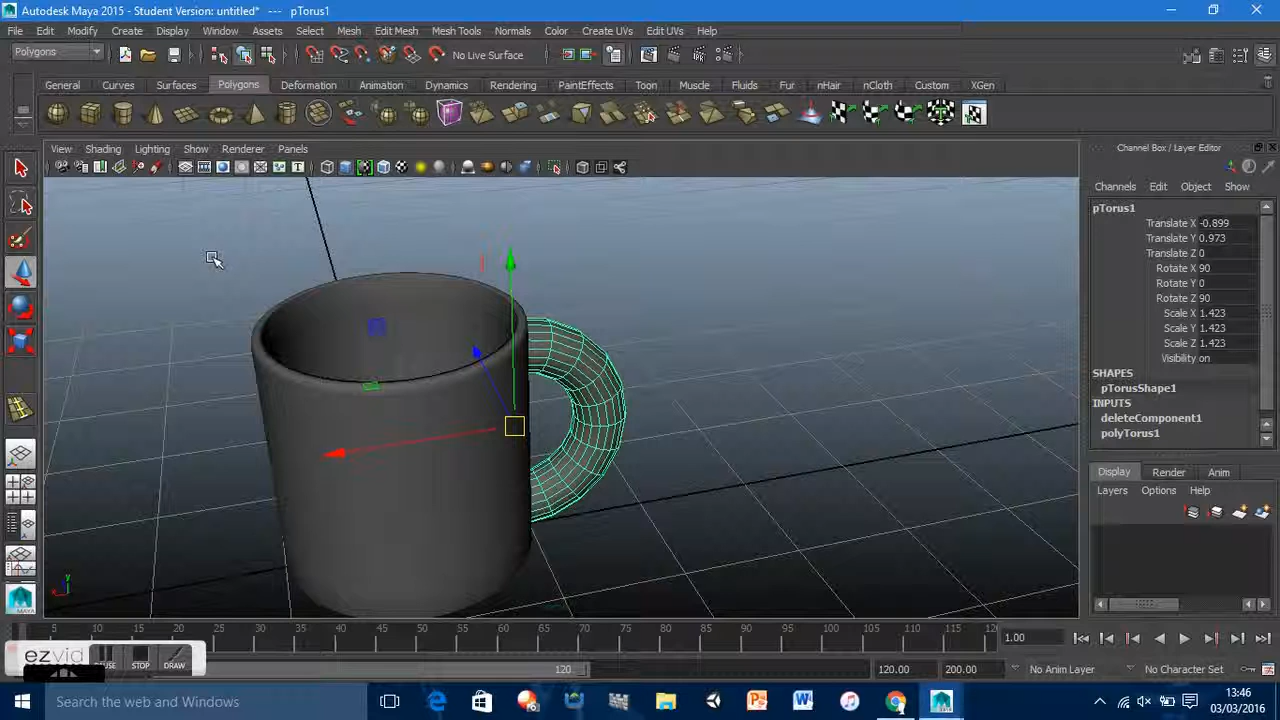 Autodesk Maya 2015 - Student Version: untitled* --- pTorus1
File Edit Modify Create Display Window Assets Select Mesh Edit Mesh Mesh Tools Normals Color Create UVs Edit UVs Help
Polygons
No Live Surface
General Curves Surfaces Polygons Deformation Animation Dynamics Rendering PaintEffects Toon Muscle Fluids Fur nHair nCloth Custom XGen
View Shading Lighting Show Renderer Panels
Channel Box / Layer Editor
Channels Edit Object Show
pTorus1
Translate X -0.899
Translate Y 0.973
Translate Z 0
Rotate X 90
Rotate Y 0
Rotate Z 90
Scale X 1.423
Scale Y 1.423
Scale Z 1.423
Visibility on
SHAPES
pTorusShape1
INPUTS
deleteComponent1
polyTorus1
Display Render Anim
Layers Options Help
y
MAYA
5 10 15 20 25 30 35 40 45 50 55 60 65 70 75 80 85 90 95 100 105 110 115 12
1.00
ezvid PAUSE STOP DRAW
120 120.00 200.00 No Anim Layer No Character Set
Search the web and Windows
13:46
03/03/2016